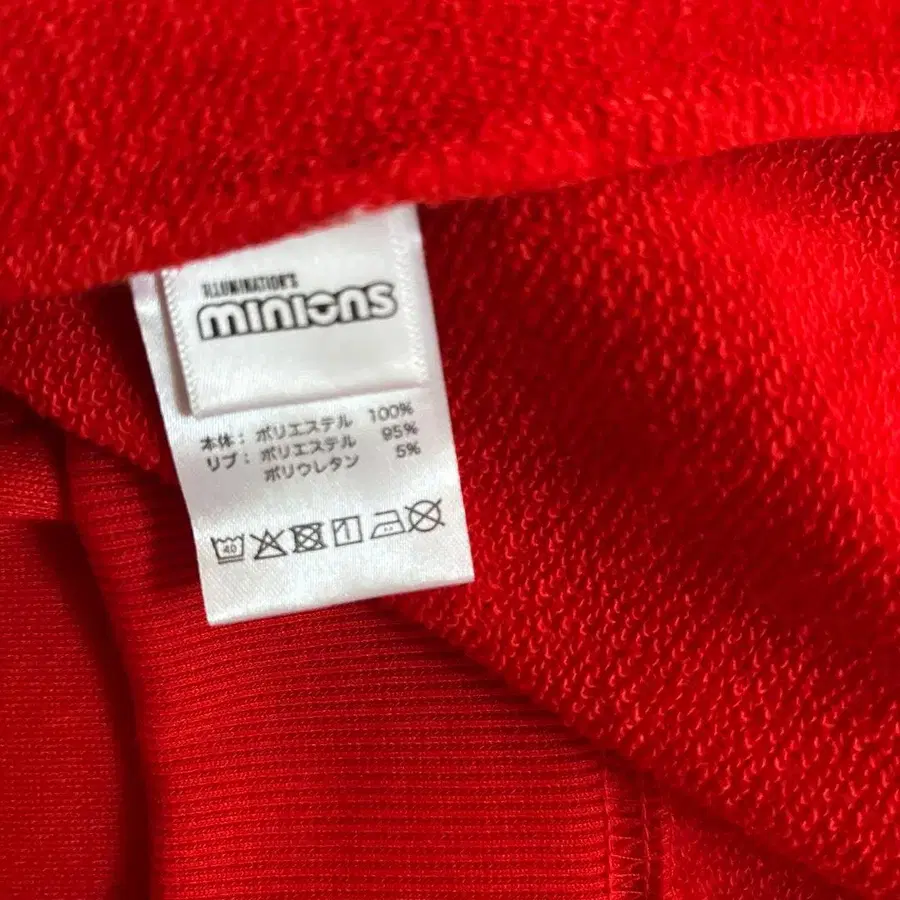 ILLUMINATION'S
minions
本体：ポリエステル 100%
リブ：ポリエステル 95%
ポリウレタン 5%
40